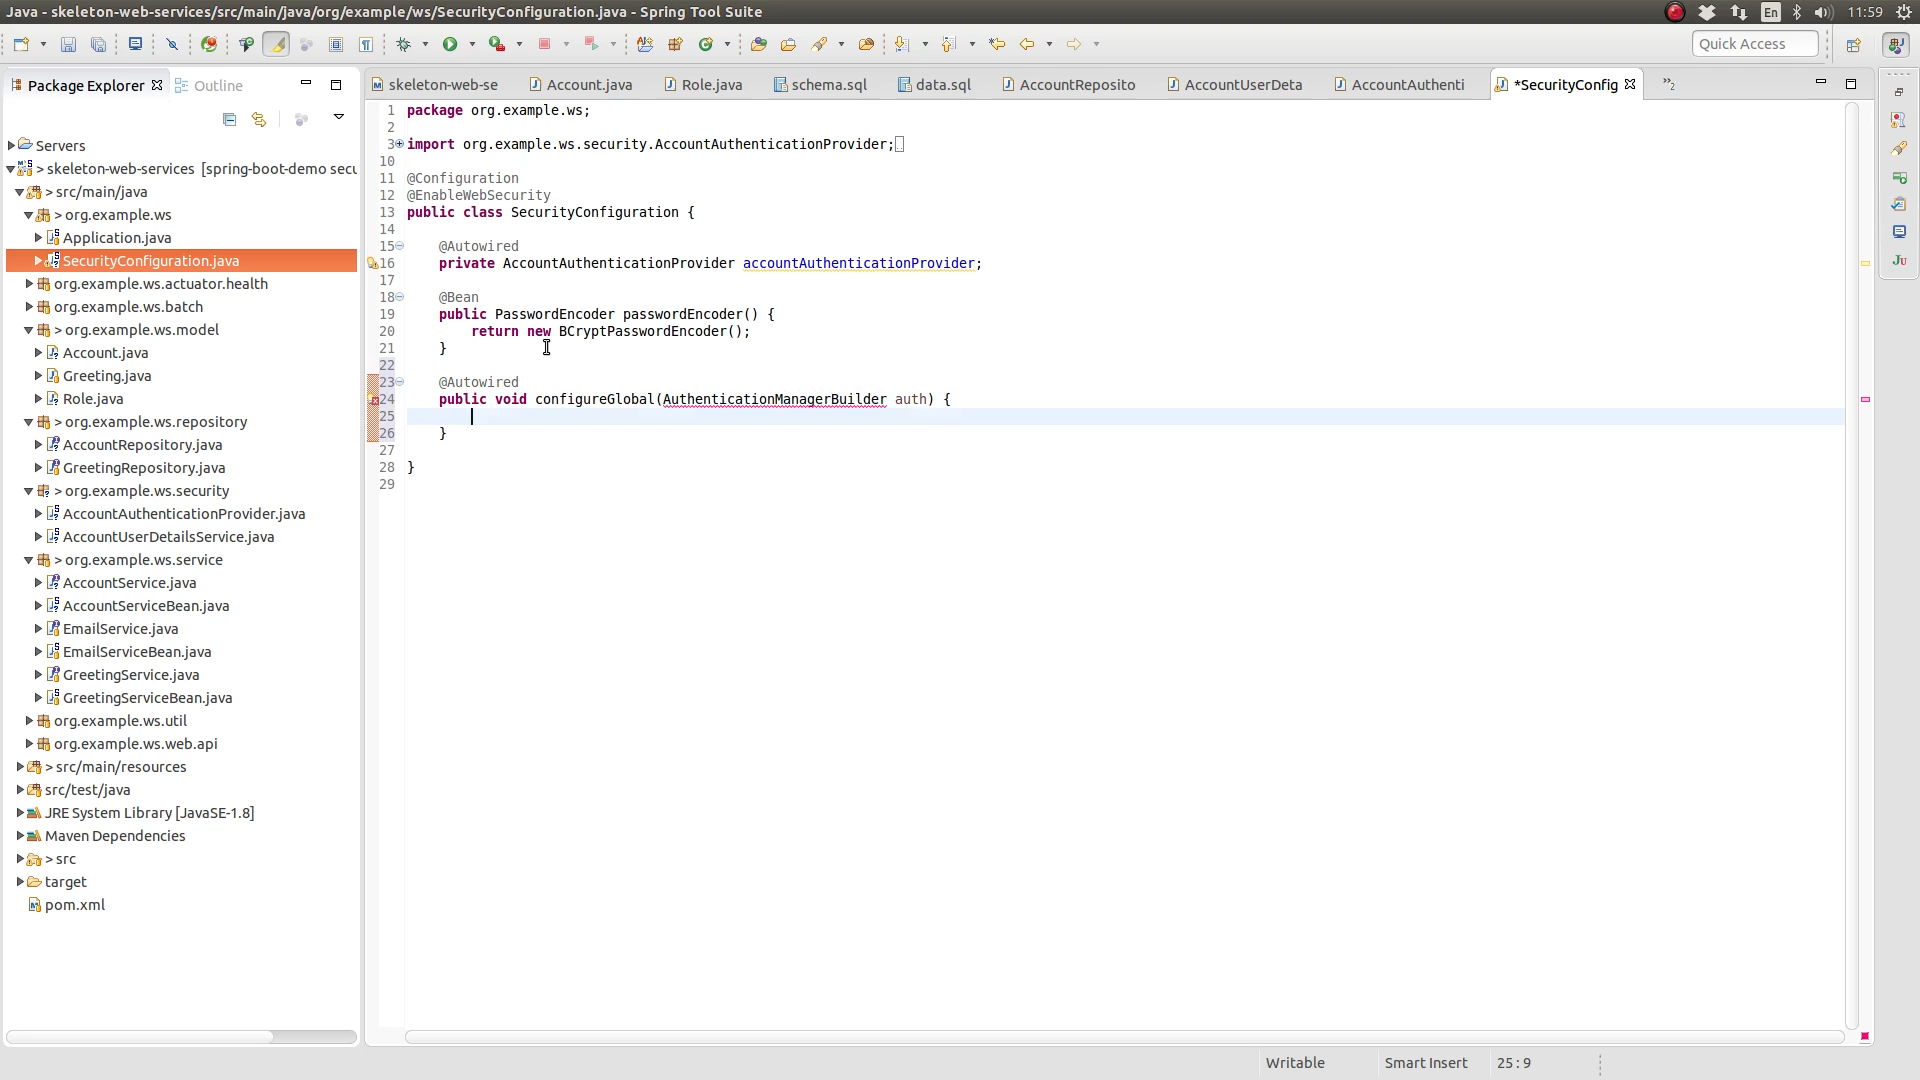 Java - skeleton-web-services/src/main/java/org/example/ws/SecurityConfiguration.java - Spring Tool Suite
En
11:59
Quick Access
Package Explorer
Outline
Servers
> skeleton-web-services [spring-boot-demo secu
> src/main/java
> org.example.ws
Application.java
SecurityConfiguration.java
org.example.ws.actuator.health
org.example.ws.batch
> org.example.ws.model
Account.java
Greeting.java
Role.java
> org.example.ws.repository
AccountRepository.java
GreetingRepository.java
> org.example.ws.security
AccountAuthenticationProvider.java
AccountUserDetailsService.java
> org.example.ws.service
AccountService.java
AccountServiceBean.java
EmailService.java
EmailServiceBean.java
GreetingService.java
GreetingServiceBean.java
org.example.ws.util
org.example.ws.web.api
> src/main/resources
src/test/java
JRE System Library [JavaSE-1.8]
Maven Dependencies
> src
target
pom.xml
skeleton-web-se
Account.java
Role.java
schema.sql
data.sql
AccountReposito
AccountUserDeta
AccountAuthenti
*SecurityConfig
»2
1 package org.example.ws;
2
3 import org.example.ws.security.AccountAuthenticationProvider;
10
11 @Configuration
12 @EnableWebSecurity
13 public class SecurityConfiguration {
14
15 @Autowired
16 private AccountAuthenticationProvider accountAuthenticationProvider;
17
18 @Bean
19 public PasswordEncoder passwordEncoder() {
20 return new BCryptPasswordEncoder();
21 }
22
23 @Autowired
24 public void configureGlobal(AuthenticationManagerBuilder auth) {
25
26 }
27
28 }
29
Writable
Smart Insert
25 : 9